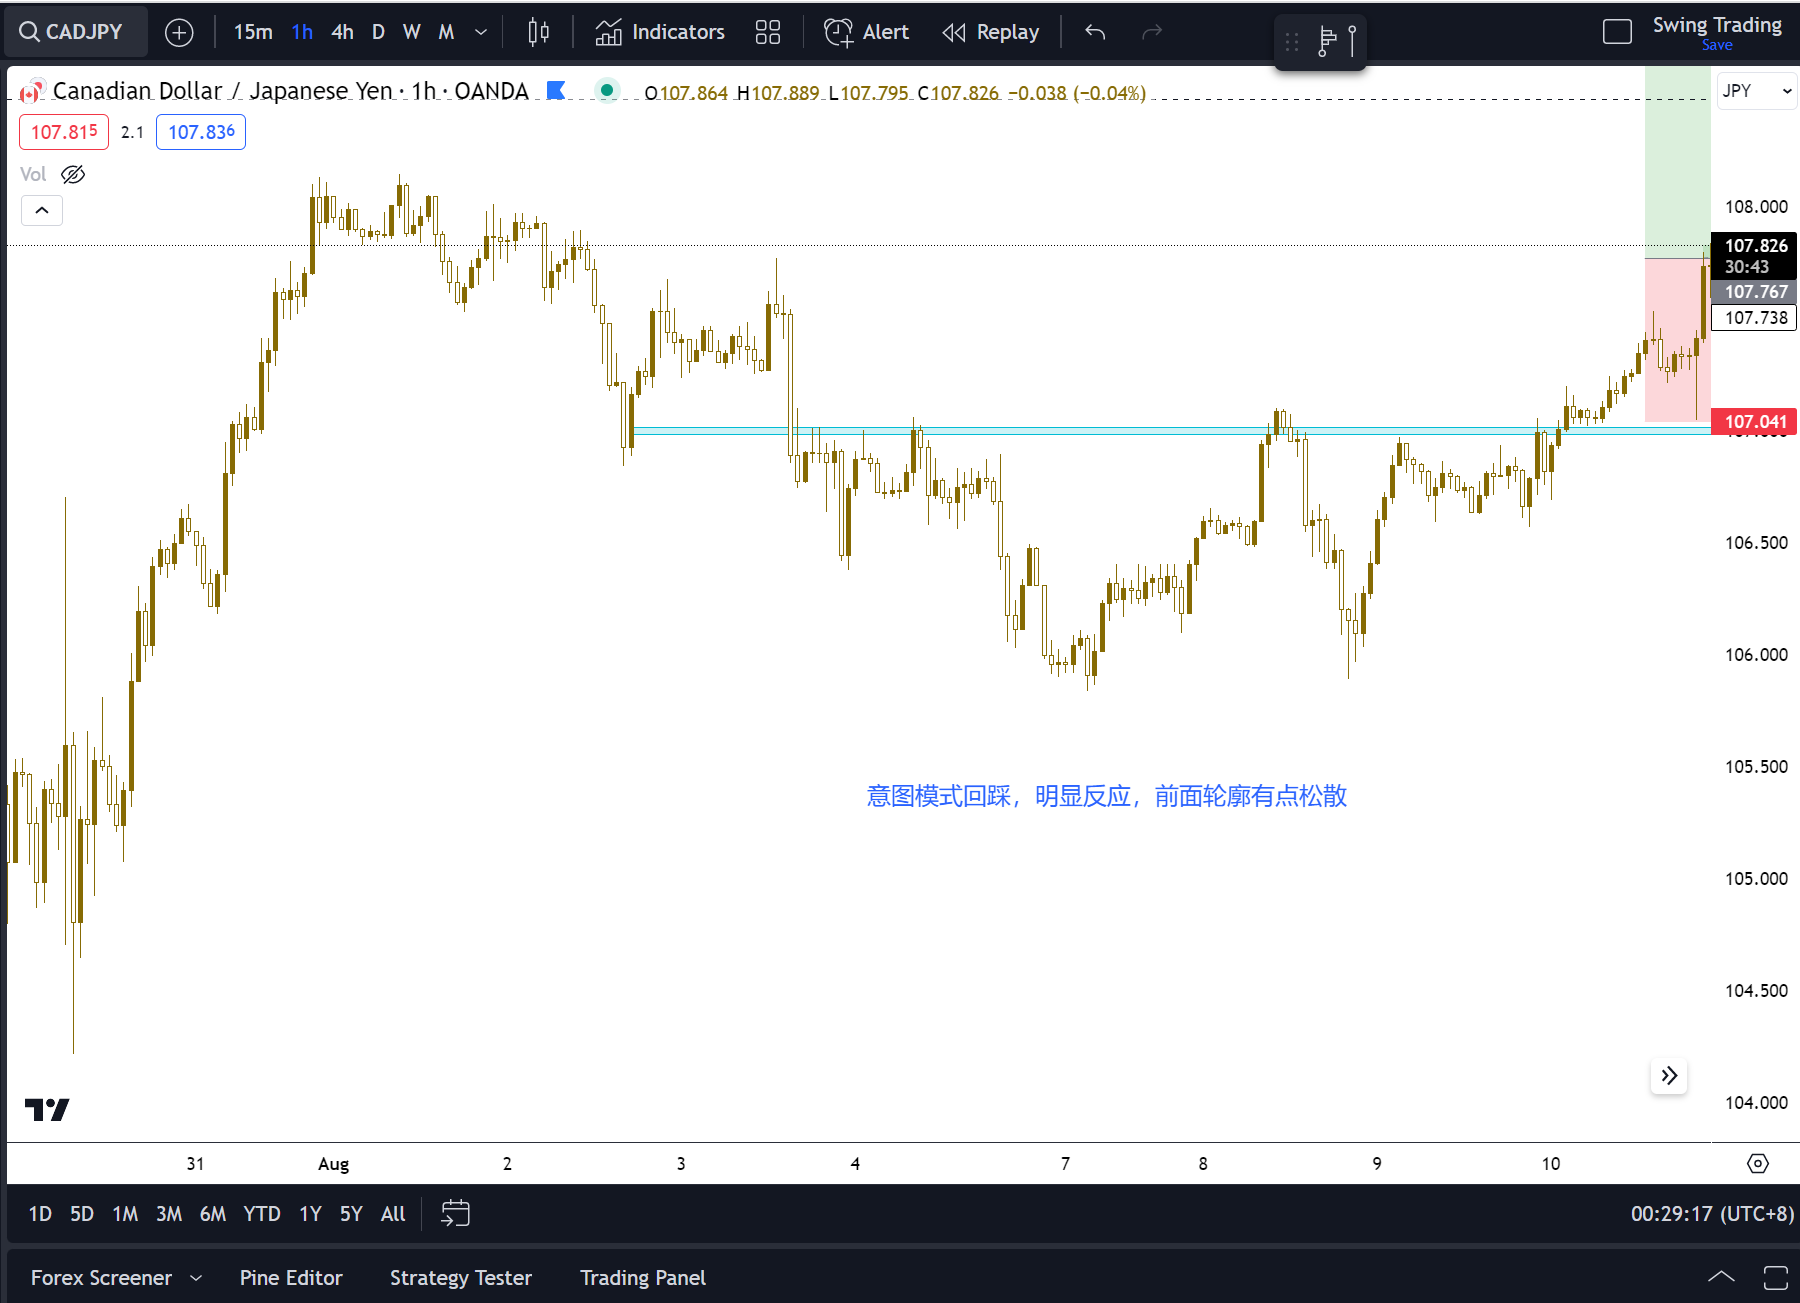 CADJPY 15m 1h 4h D W M Indicators Alert Replay Swing Trading
Save
Canadian Dollar / Japanese Yen · 1h · OANDA O107.864 H107.889 L107.795 C107.826 −0.038 (−0.04%) JPY
107.815 2.1 107.836
Vol
108.000
107.826
30:43
107.767
107.738
107.041
106.500
106.000
105.500
意图模式回踩，明显反应，前面轮廓有点松散
105.000
104.500
104.000
31 Aug 2 3 4 7 8 9 10
1D 5D 1M 3M 6M YTD 1Y 5Y All 00:29:17 (UTC+8)
Forex Screener Pine Editor Strategy Tester Trading Panel